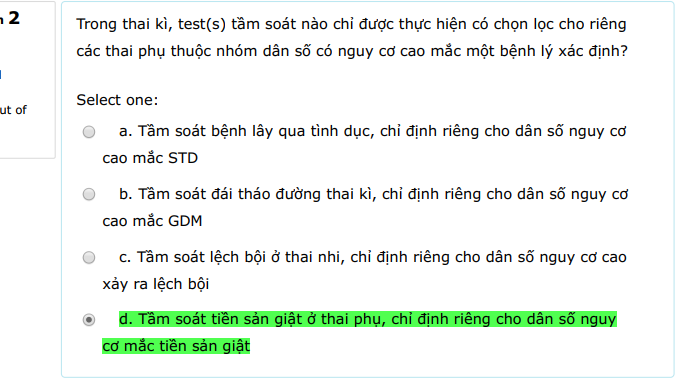 n 2
ut of
Trong thai kì, test(s) tầm soát nào chỉ được thực hiện có chọn lọc cho riêng
các thai phụ thuộc nhóm dân số có nguy cơ cao mắc một bệnh lý xác định?
Select one:
a. Tầm soát bệnh lây qua tình dục, chỉ định riêng cho dân số nguy cơ
cao mắc STD
b. Tầm soát đái tháo đường thai kì, chỉ định riêng cho dân số nguy cơ
cao mắc GDM
c. Tầm soát lệch bội ở thai nhi, chỉ định riêng cho dân số nguy cơ cao
xảy ra lệch bội
d. Tầm soát tiền sản giật ở thai phụ, chỉ định riêng cho dân số nguy
cơ mắc tiền sản giật